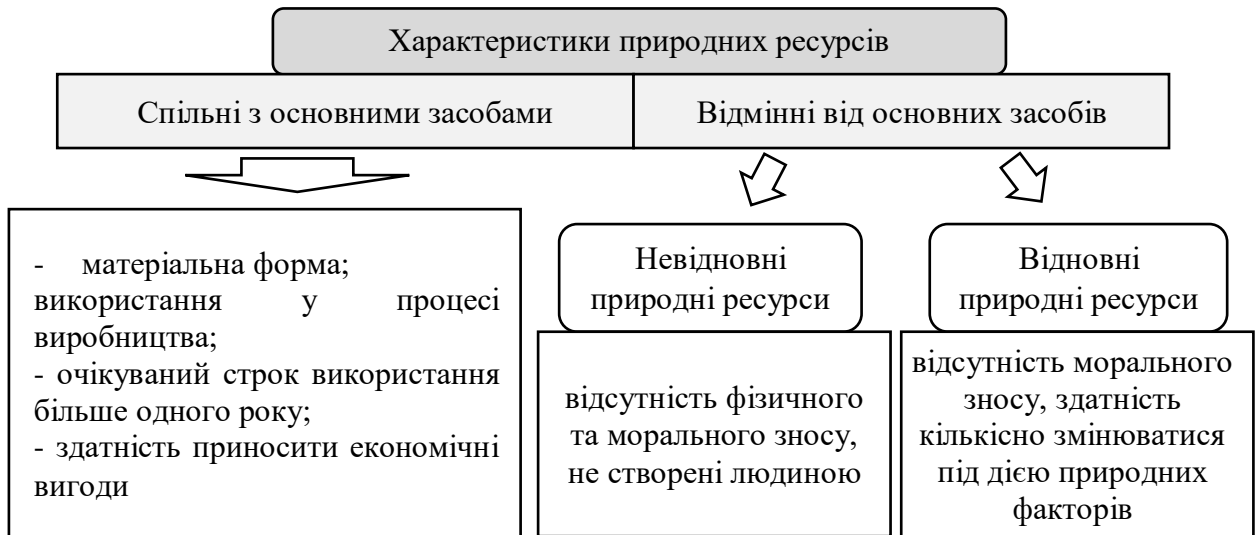 Характеристики природних ресурсів
Спільні з основними засобами
Відмінні від основних засобів
- матеріальна форма;
використання у процесі
виробництва;
- очікуваний строк використання
більше одного року;
- здатність приносити економічні
вигоди
Невідновні
природні ресурси
відсутність фізичного
та морального зносу,
не створені людиною
Відновні
природні ресурси
відсутність морального
зносу, здатність
кількісно змінюватися
під дією природних
факторів